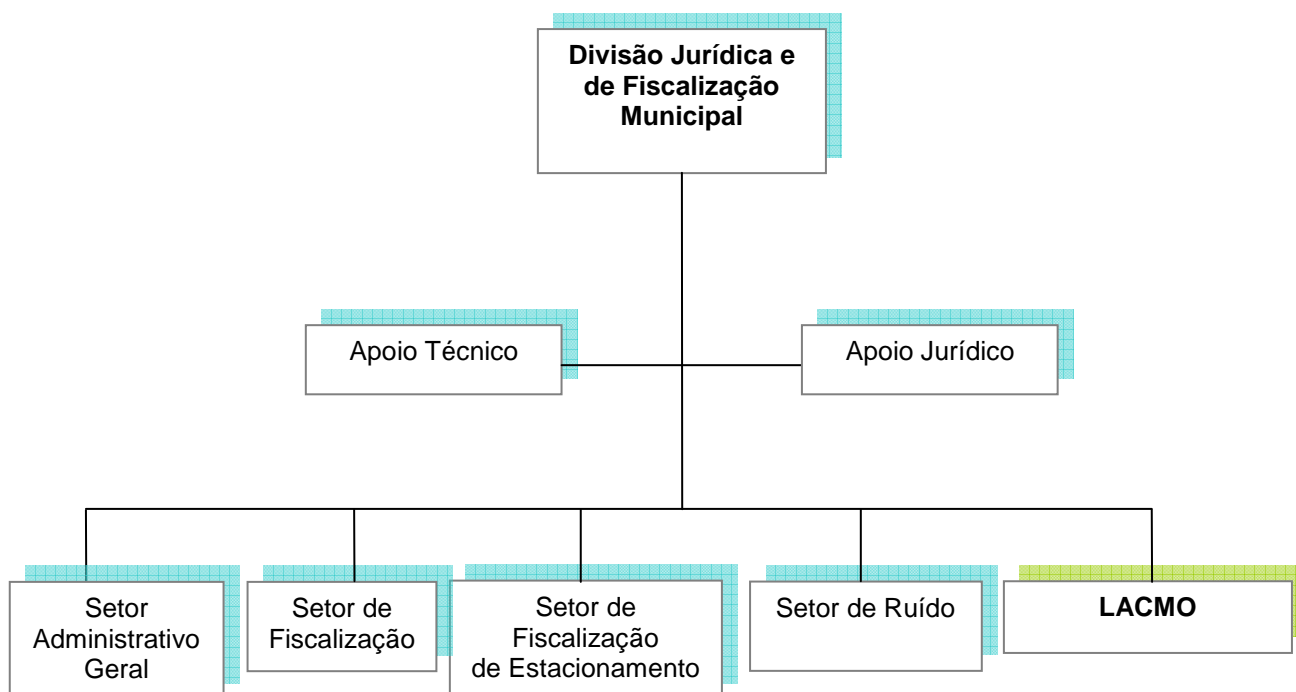 Divisão Jurídica e
de Fiscalização
Municipal
Apoio Técnico
Apoio Jurídico
Setor
Administrativo
Geral
Setor de
Fiscalização
Setor de
Fiscalização
de Estacionamento
Setor de Ruído
LACMO